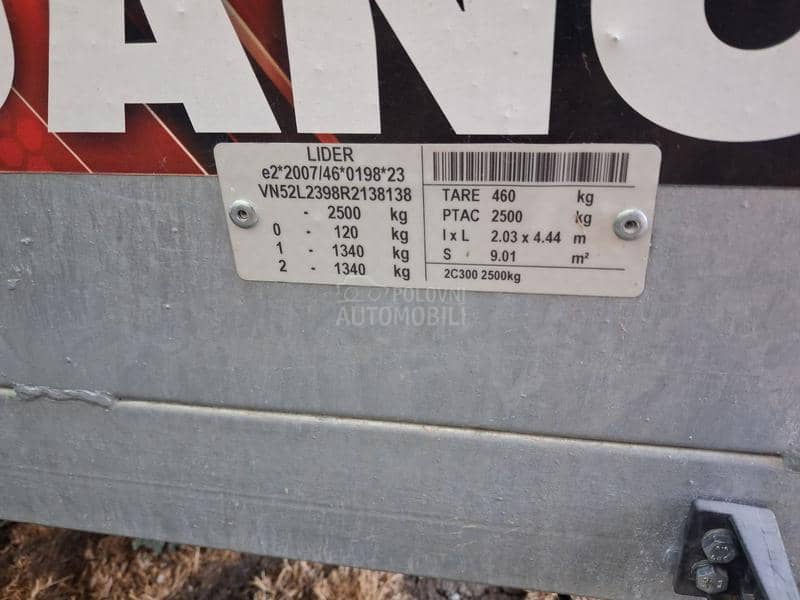 DANC
LIDER
e2*2007/46*0198*23
VN52L2398R2138138
- 2500 kg
0 - 120 kg
1 - 1340 kg
2 - 1340 kg
TARE 460 kg
PTAC 2500 kg
l x L 2.03 x 4.44 m
S 9.01 m²
2C300 2500kg
POLOVNI
AUTOMOBILI